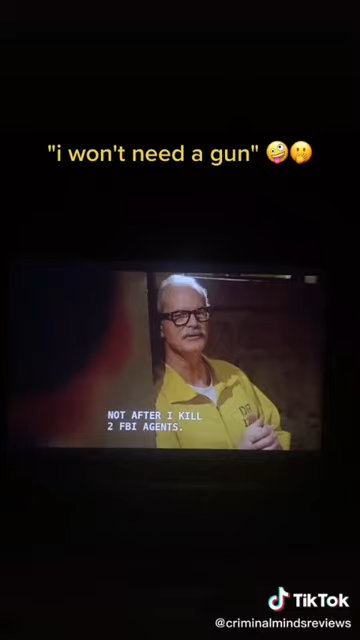 "i won't need a gun" 🤪🤭
NOT AFTER I KILL
2 FBI AGENTS.
TikTok
@criminalmindsreviews